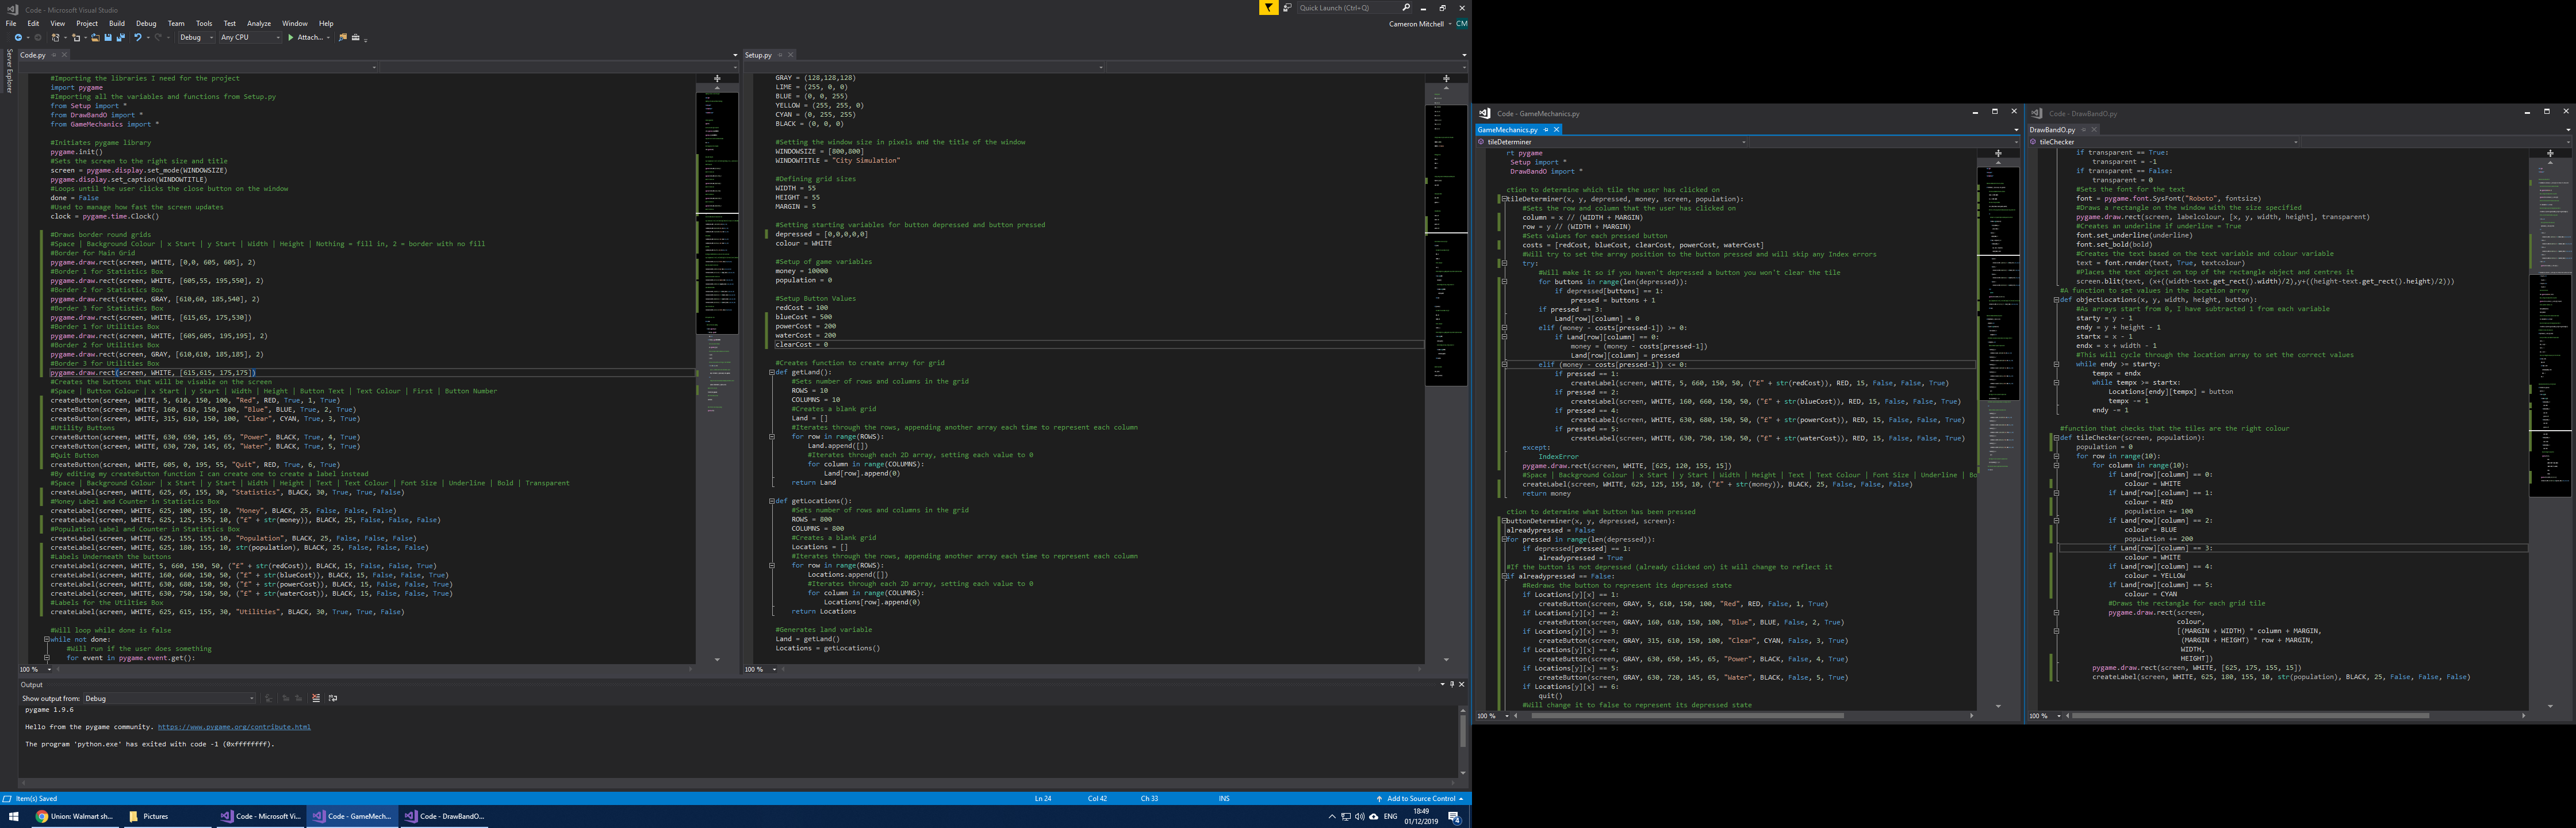 Code - Microsoft Visual Studio
Quick Launch (Ctrl+Q)
File Edit View Project Build Debug Team Tools Test Analyze Window Help
Cameron Mitchell CM
Debug Any CPU Attach...
Server Explorer
Code.py
#Importing the libraries I need for the project
import pygame
#Importing all the variables and functions from Setup.py
from Setup import *
from DrawBandO import *
from GameMechanics import *
#Initiates pygame library
pygame.init()
#Sets the screen to the right size and title
screen = pygame.display.set_mode(WINDOWSIZE)
pygame.display.set_caption(WINDOWTITLE)
#Loops until the user clicks the close button on the window
done = False
#Used to manage how fast the screen updates
clock = pygame.time.Clock()
#Draws border round grids
#Space | Background Colour | x Start | y Start | Width | Height | Nothing = fill in, 2 = border with no fill
#Border for Main Grid
pygame.draw.rect(screen, WHITE, [0,0, 605, 605], 2)
#Border 1 for Statistics Box
pygame.draw.rect(screen, WHITE, [605,55, 195,550], 2)
#Border 2 for Statistics Box
pygame.draw.rect(screen, GRAY, [610,60, 185,540], 2)
#Border 3 for Statistics Box
pygame.draw.rect(screen, WHITE, [615,65, 175,530])
#Border 1 for Utilities Box
pygame.draw.rect(screen, WHITE, [605,605, 195,195], 2)
#Border 2 for Utilities Box
pygame.draw.rect(screen, GRAY, [610,610, 185,185], 2)
#Border 3 for Utilities Box
pygame.draw.rect(screen, WHITE, [615,615, 175,175])
#Creates the buttons that will be visable on the screen
#Space | Button Colour | x Start | y Start | Width | Height | Button Text | Text Colour | First | Button Number
createButton(screen, WHITE, 5, 610, 150, 100, "Red", RED, True, 1, True)
createButton(screen, WHITE, 160, 610, 150, 100, "Blue", BLUE, True, 2, True)
createButton(screen, WHITE, 315, 610, 150, 100, "Clear", CYAN, True, 3, True)
#Utility Buttons
createButton(screen, WHITE, 630, 650, 145, 65, "Power", BLACK, True, 4, True)
createButton(screen, WHITE, 630, 720, 145, 65, "Water", BLACK, True, 5, True)
#Quit Button
createButton(screen, WHITE, 605, 0, 195, 55, "Quit", RED, True, 6, True)
#By editing my createButton function I can create one to create a label instead
#Space | Background Colour | x Start | y Start | Width | Height | Text | Text Colour | Font Size | Underline | Bold | Transparent
createLabel(screen, WHITE, 625, 65, 155, 30, "Statistics", BLACK, 30, True, True, False)
#Money Label and Counter in Statistics Box
createLabel(screen, WHITE, 625, 100, 155, 10, "Money", BLACK, 25, False, False, False)
createLabel(screen, WHITE, 625, 125, 155, 10, ("£" + str(money)), BLACK, 25, False, False, False)
#Population Label and Counter in Statistics Box
createLabel(screen, WHITE, 625, 155, 155, 10, "Population", BLACK, 25, False, False, False)
createLabel(screen, WHITE, 625, 180, 155, 10, str(population), BLACK, 25, False, False, False)
#Labels Underneath the buttons
createLabel(screen, WHITE, 5, 660, 150, 50, ("£" + str(redCost)), BLACK, 15, False, False, True)
createLabel(screen, WHITE, 160, 660, 150, 50, ("£" + str(blueCost)), BLACK, 15, False, False, True)
createLabel(screen, WHITE, 630, 680, 150, 50, ("£" + str(powerCost)), BLACK, 15, False, False, True)
createLabel(screen, WHITE, 630, 750, 150, 50, ("£" + str(waterCost)), BLACK, 15, False, False, True)
#Labels for the Utilties Box
createLabel(screen, WHITE, 625, 615, 155, 30, "Utilities", BLACK, 30, True, True, False)
#Will loop while done is false
while not done:
#Will run if the user does something
for event in pygame.event.get():
100 %
Setup.py
GRAY = (128,128,128)
LIME = (255, 0, 0)
BLUE = (0, 0, 255)
YELLOW = (255, 255, 0)
CYAN = (0, 255, 255)
BLACK = (0, 0, 0)
#Setting the window size in pixels and the title of the window
WINDOWSIZE = [800,800]
WINDOWTITLE = "City Simulation"
#Defining grid sizes
WIDTH = 55
HEIGHT = 55
MARGIN = 5
#Setting starting variables for button depressed and button pressed
depressed = [0,0,0,0,0]
colour = WHITE
#Setup of game variables
money = 10000
population = 0
#Setup Button Values
redCost = 100
blueCost = 500
powerCost = 200
waterCost = 200
clearCost = 0
#Creates function to create array for grid
def getLand():
#Sets number of rows and columns in the grid
ROWS = 10
COLUMNS = 10
#Creates a blank grid
Land = []
#Iterates through the rows, appending another array each time to represent each column
for row in range(ROWS):
Land.append([])
#Iterates through each 2D array, setting each value to 0
for column in range(COLUMNS):
Land[row].append(0)
return Land
def getLocations():
#Sets number of rows and columns in the grid
ROWS = 800
COLUMNS = 800
#Creates a blank grid
Locations = []
#Iterates through the rows, appending another array each time to represent each column
for row in range(ROWS):
Locations.append([])
#Iterates through each 2D array, setting each value to 0
for column in range(COLUMNS):
Locations[row].append(0)
return Locations
#Generates land variable
Land = getLand()
Locations = getLocations()
100 %
Output
Show output from: Debug
pygame 1.9.6
Hello from the pygame community. https://www.pygame.org/contribute.html
The program 'python.exe' has exited with code -1 (0xffffffff).
Item(s) Saved
Ln 24 Col 42 Ch 33 INS
Add to Source Control
Union: Walmart sh...
Pictures
Code - Microsoft Vi...
Code - GameMech...
Code - DrawBandO...
ENG
18:49
01/12/2019
4
Code - GameMechanics.py
GameMechanics.py
tileDeterminer
rt pygame
Setup import *
DrawBandO import *
ction to determine which tile the user has clicked on
tileDeterminer(x, y, depressed, money, screen, population):
#Sets the row and column that the user has clicked on
column = x // (WIDTH + MARGIN)
row = y // (WIDTH + MARGIN)
#Sets values for each pressed button
costs = [redCost, blueCost, clearCost, powerCost, waterCost]
#Will try to set the array position to the button pressed and will skip any Index errors
try:
#Will make it so if you haven't depressed a button you won't clear the tile
for buttons in range(len(depressed)):
if depressed[buttons] == 1:
pressed = buttons + 1
if pressed == 3:
Land[row][column] = 0
elif (money - costs[pressed-1]) >= 0:
if Land[row][column] == 0:
money = (money - costs[pressed-1])
Land[row][column] = pressed
elif (money - costs[pressed-1]) <= 0:
if pressed == 1:
createLabel(screen, WHITE, 5, 660, 150, 50, ("£" + str(redCost)), RED, 15, False, False, True)
if pressed == 2:
createLabel(screen, WHITE, 160, 660, 150, 50, ("£" + str(blueCost)), RED, 15, False, False, True)
if pressed == 4:
createLabel(screen, WHITE, 630, 680, 150, 50, ("£" + str(powerCost)), RED, 15, False, False, True)
if pressed == 5:
createLabel(screen, WHITE, 630, 750, 150, 50, ("£" + str(waterCost)), RED, 15, False, False, True)
except:
IndexError
pygame.draw.rect(screen, WHITE, [625, 120, 155, 15])
#Space | Background Colour | x Start | y Start | Width | Height | Text | Text Colour | Font Size | Underline | Bo
createLabel(screen, WHITE, 625, 125, 155, 10, ("£" + str(money)), BLACK, 25, False, False, False)
return money
ction to determine what button has been pressed
buttonDeterminer(x, y, depressed, screen):
alreadypressed = False
for pressed in range(len(depressed)):
if depressed[pressed] == 1:
alreadypressed = True
#If the button is not depressed (already clicked on) it will change to reflect it
if alreadypressed == False:
#Redraws the button to represent its depressed state
if Locations[y][x] == 1:
createButton(screen, GRAY, 5, 610, 150, 100, "Red", RED, False, 1, True)
if Locations[y][x] == 2:
createButton(screen, GRAY, 160, 610, 150, 100, "Blue", BLUE, False, 2, True)
if Locations[y][x] == 3:
createButton(screen, GRAY, 315, 610, 150, 100, "Clear", CYAN, False, 3, True)
if Locations[y][x] == 4:
createButton(screen, GRAY, 630, 650, 145, 65, "Power", BLACK, False, 4, True)
if Locations[y][x] == 5:
createButton(screen, GRAY, 630, 720, 145, 65, "Water", BLACK, False, 5, True)
if Locations[y][x] == 6:
quit()
#Will change it to false to represent its depressed state
100 %
Code - DrawBandO.py
DrawBandO.py
tileChecker
if transparent == True:
transparent = -1
if transparent == False:
transparent = 0
#Sets the font for the text
font = pygame.font.SysFont("Roboto", fontsize)
#Draws a rectangle on the window with the size specified
pygame.draw.rect(screen, labelcolour, [x, y, width, height], transparent)
#Creates an underline if underline = True
font.set_underline(underline)
font.set_bold(bold)
#Creates the text based on the text variable and colour variable
text = font.render(text, True, textcolour)
#Places the text object on top of the rectangle object and centres it
screen.blit(text, (x+((width-text.get_rect().width)/2),y+((height-text.get_rect().height)/2)))
#A function to set values in the location array
def objectLocations(x, y, width, height, button):
#As arrays start from 0, I have subtracted 1 from each variable
starty = y - 1
endy = y + height - 1
startx = x - 1
endx = x + width - 1
#This will cycle through the location array to set the correct values
while endy >= starty:
tempx = endx
while tempx >= startx:
Locations[endy][tempx] = button
tempx -= 1
endy -= 1
#function that checks that the tiles are the right colour
def tileChecker(screen, population):
population = 0
for row in range(10):
for column in range(10):
if Land[row][column] == 0:
colour = WHITE
if Land[row][column] == 1:
colour = RED
population += 100
if Land[row][column] == 2:
colour = BLUE
population += 200
if Land[row][column] == 3:
colour = WHITE
if Land[row][column] == 4:
colour = YELLOW
if Land[row][column] == 5:
colour = CYAN
#Draws the rectangle for each grid tile
pygame.draw.rect(screen,
colour,
[(MARGIN + WIDTH) * column + MARGIN,
(MARGIN + HEIGHT) * row + MARGIN,
WIDTH,
HEIGHT])
pygame.draw.rect(screen, WHITE, [625, 175, 155, 15])
createLabel(screen, WHITE, 625, 180, 155, 10, str(population), BLACK, 25, False, False, False)
100 %